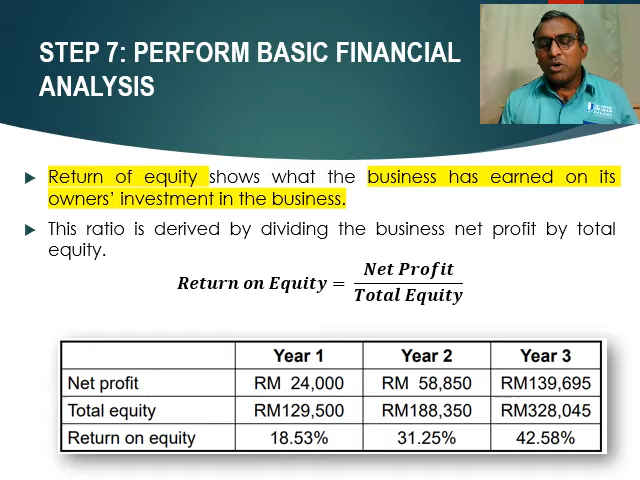 STEP 7: PERFORM BASIC FINANCIAL
ANALYSIS
Return of equity shows what the business has earned on its
owners’ investment in the business.
This ratio is derived by dividing the business net profit by total
equity.
Return on Equity = Net Profit / Total Equity
Year 1 Year 2 Year 3
Net profit RM 24,000 RM 58,850 RM139,695
Total equity RM129,500 RM188,350 RM328,045
Return on equity 18.53% 31.25% 42.58%